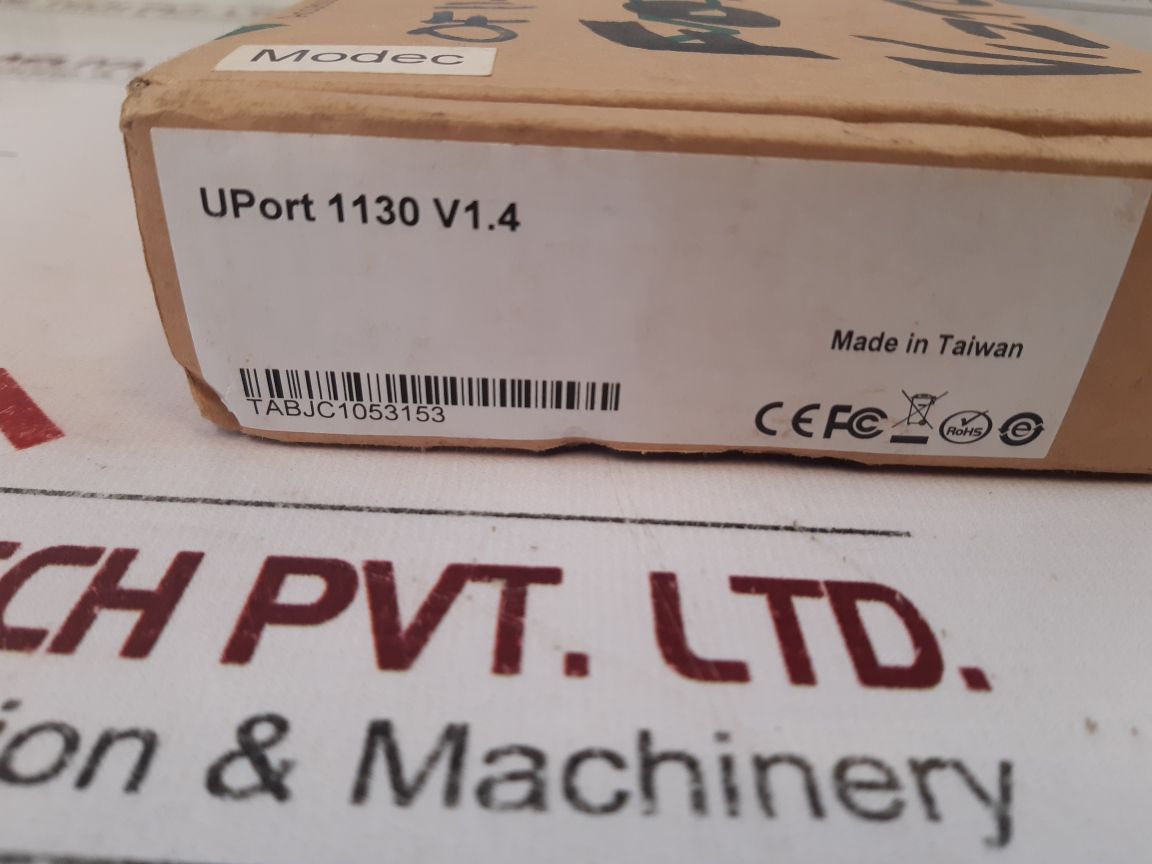 Modec
UPort 1130 V1.4
Made in Taiwan
TABJC1053153
CE FC RoHS e
CH PVT. LTD.
ion & Machinery